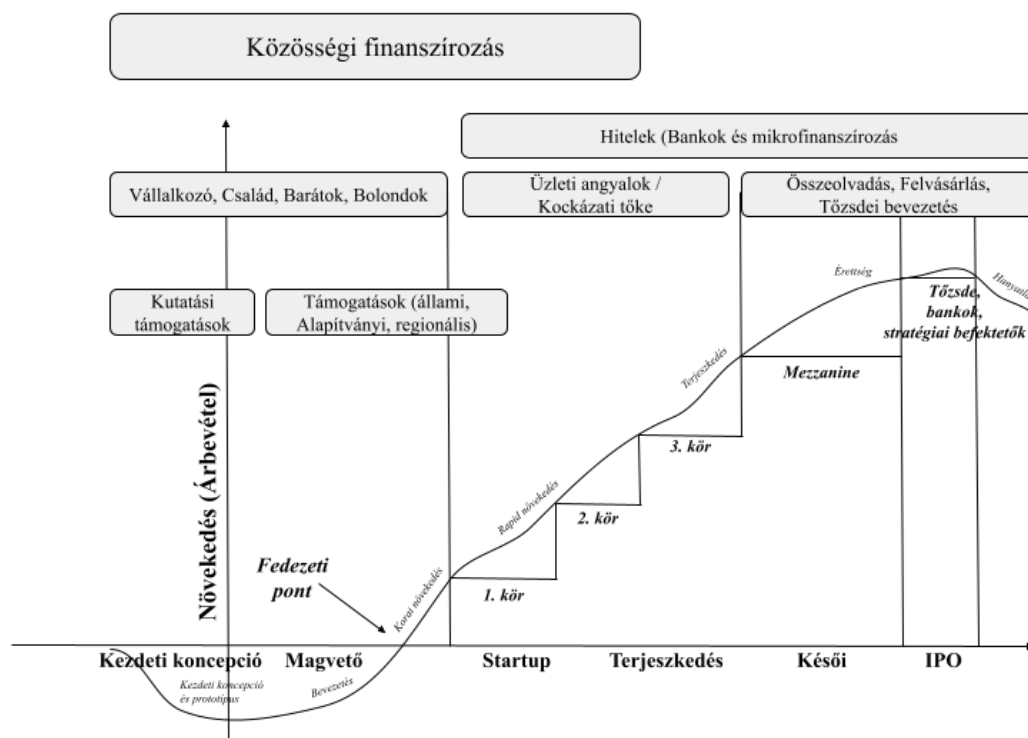 Közösségi finanszírozás
Hitelek (Bankok és mikrofinanszírozás
Vállalkozó, Család, Barátok, Bolondok
Üzleti angyalok /
Kockázati tőke
Összeolvadás, Felvásárlás,
Tőzsdei bevezetés
Kutatási
támogatások
Támogatások (állami,
Alapítványi, regionális)
Érettség
Hanyatlá
Tőzsde,
bankok,
stratégiai befektetők
Terjeszkedés
Mezzanine
Növekedés (Árbevétel)
3. kör
Rapid növekedés
2. kör
Fedezeti
pont
Korai növekedés
1. kör
Kezdeti koncepció
Magvető
Startup
Terjeszkedés
Késői
IPO
Kezdeti koncepció
és prototípus
Bevezetés